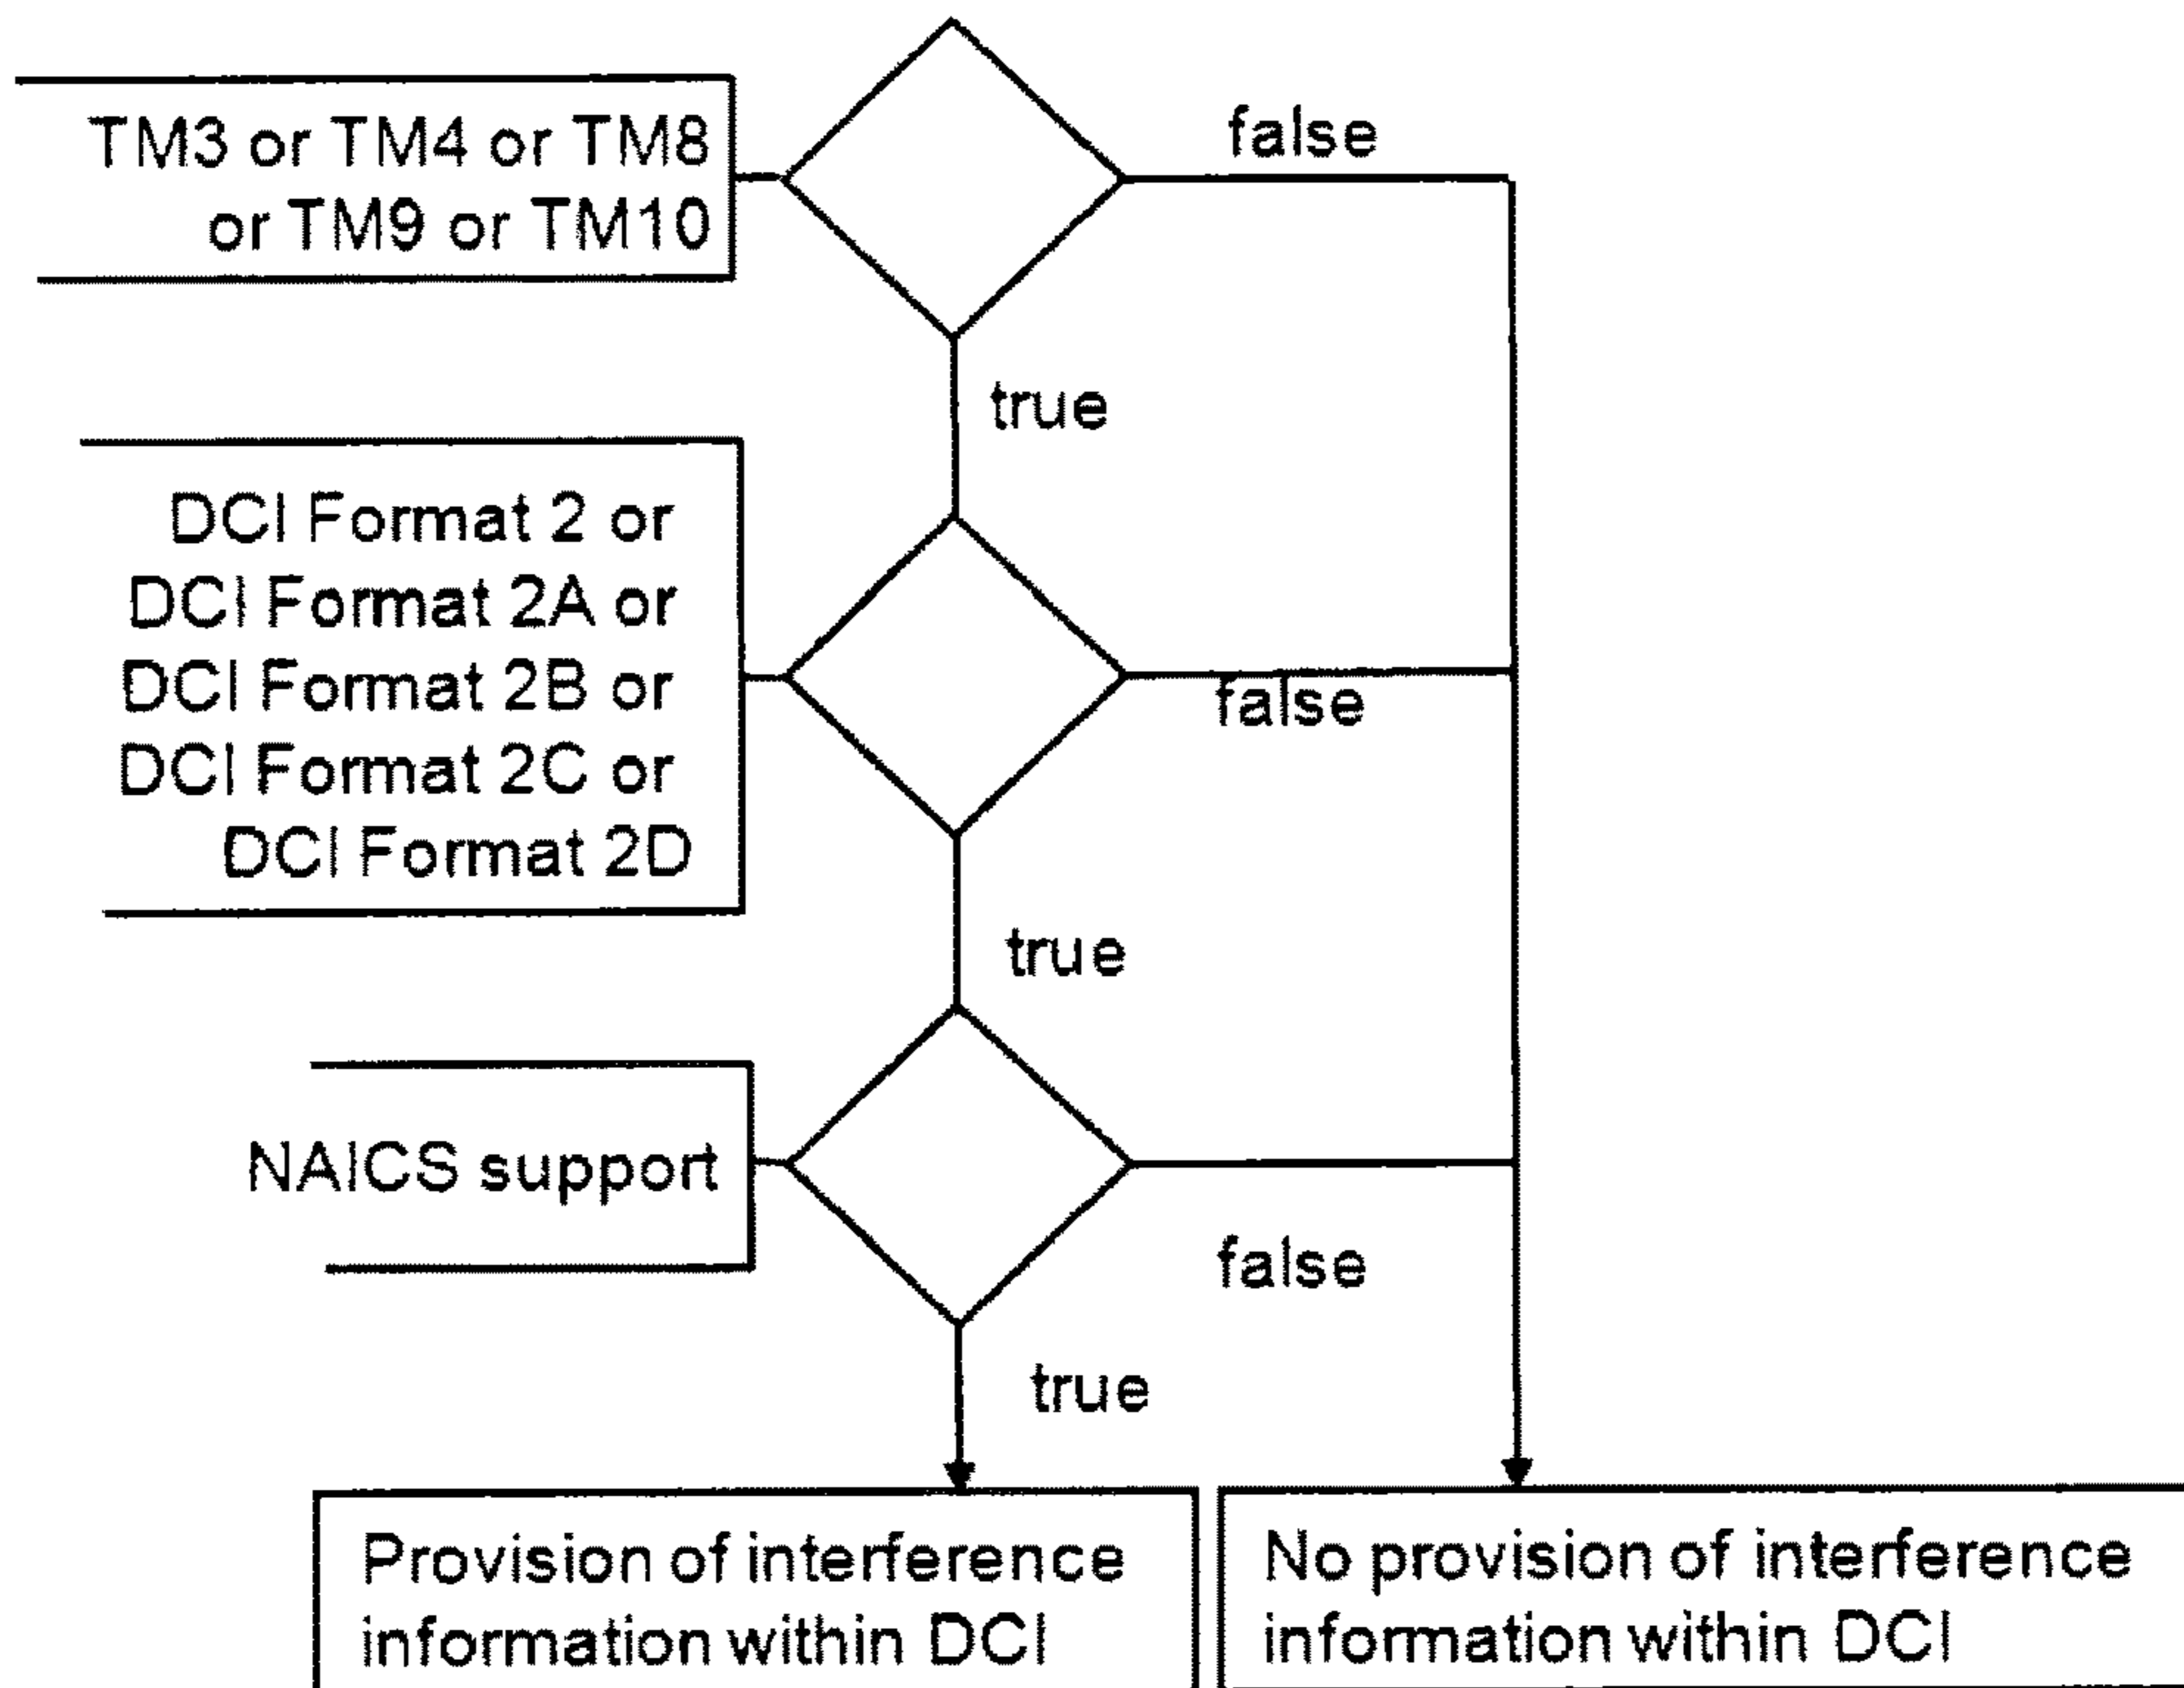 TM3 or TM4 or TM8
or TM9 or TM10
false
true
DCI Format 2 or
DCI Format 2A or
DCI Format 2B or
DCI Format 2C or
DCI Format 2D
false
true
NAICS support
false
true
Provision of interference
information within DCI
No provision of interference
information within DCI